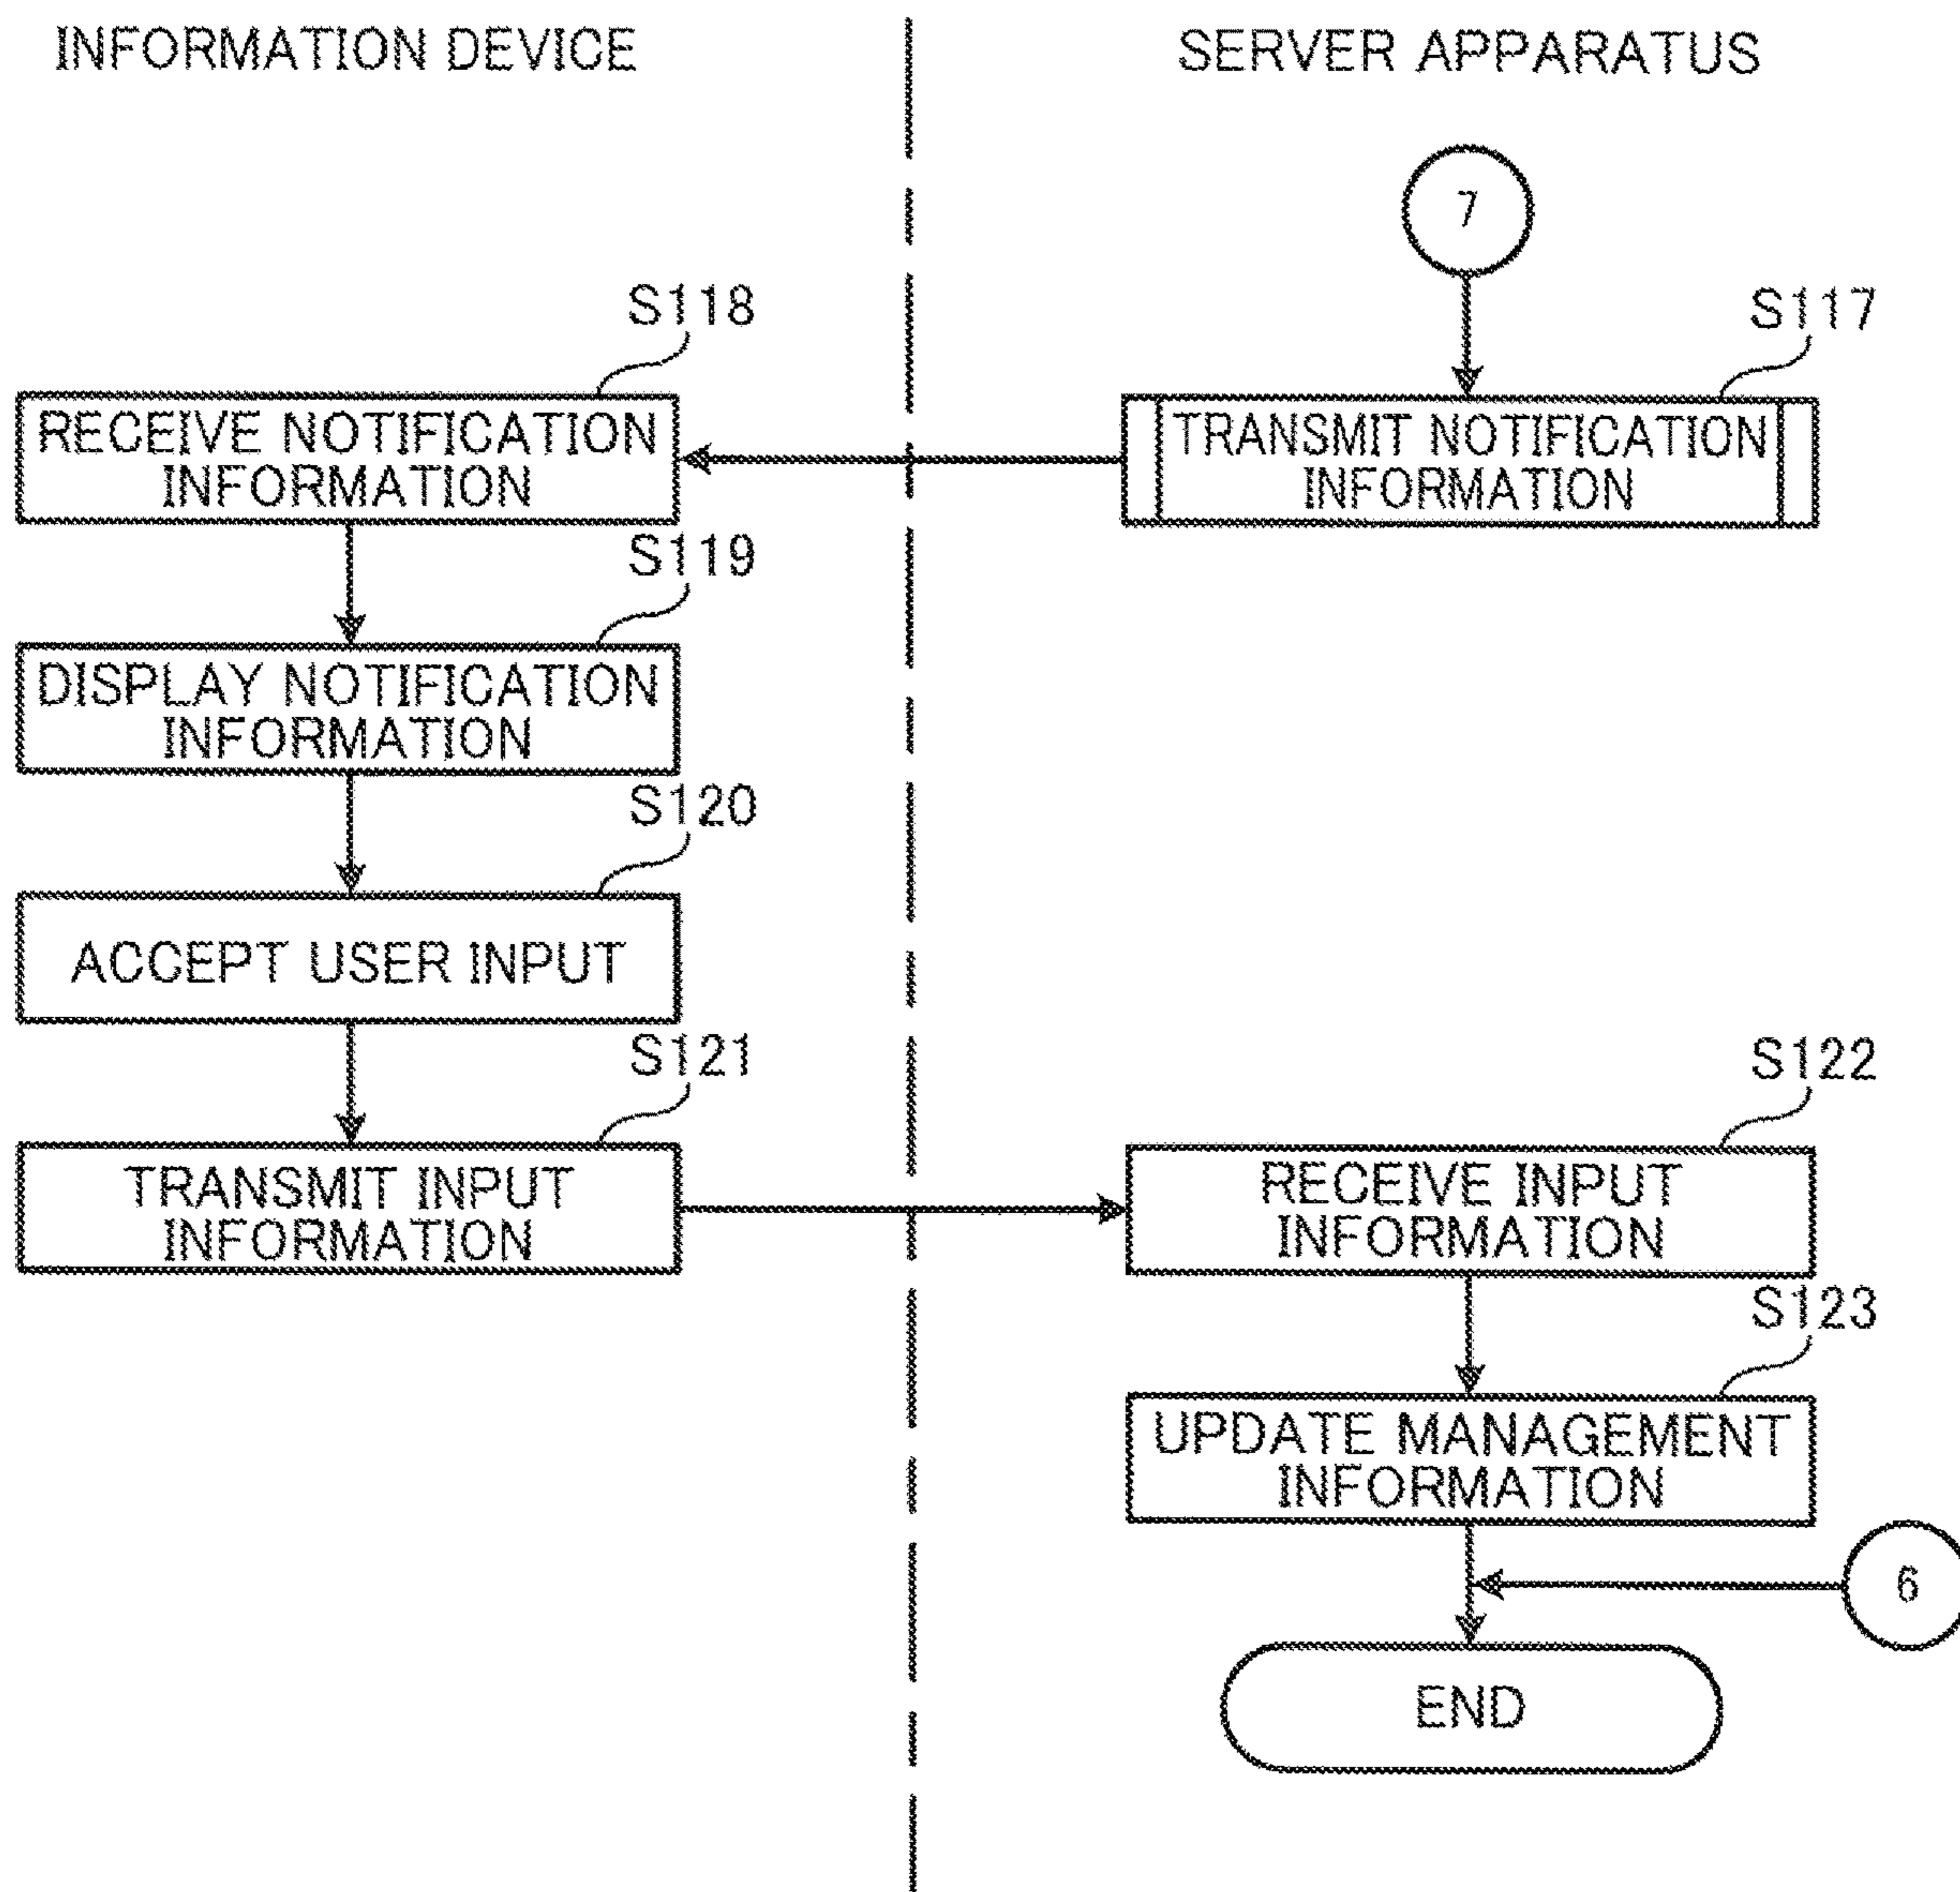 INFORMATION DEVICE
SERVER APPARATUS
7
S117
TRANSMIT NOTIFICATION
INFORMATION
S118
RECEIVE NOTIFICATION
INFORMATION
S119
DISPLAY NOTIFICATION
INFORMATION
S120
ACCEPT USER INPUT
S121
TRANSMIT INPUT
INFORMATION
S122
RECEIVE INPUT
INFORMATION
S123
UPDATE MANAGEMENT
INFORMATION
6
END